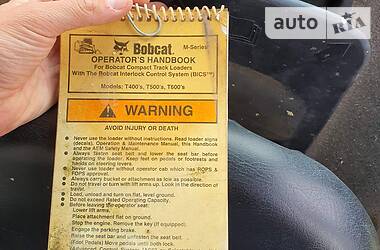 Bobcat. M-Series
OPERATOR'S HANDBOOK
For Bobcat Compact Track Loaders
With The Bobcat Interlock Control System (BICS™)
Models: T400's, T500's, T600's
WARNING
AVOID INJURY OR DEATH
Never use the loader without instructions. Read loader signs
(decals), Operation & Maintenance Manual, this Handbook
and the AEM Safety Manual.
Always fasten seat belt and lower the seat bar before
operating the loader. Keep feet on pedals or footrests and
hands on steering levers.
Never use loader without operator cab which has ROPS &
FOPS approval.
Always carry bucket or attachment as low as possible.
Do not travel or turn with lift arms up. Look in the direction of
travel.
Load, unload and turn on flat, level ground.
Do not exceed Rated Operating Capacity.
Before leaving the operator seat:
Lower lift arms.
Place attachment flat on ground.
Stop the engine. Remove the key (if equipped).
Engage the parking brake.
Raise the seat bar and unfasten the seat belt.
(Foot Pedals) Move pedals until both lock.
auto RIA